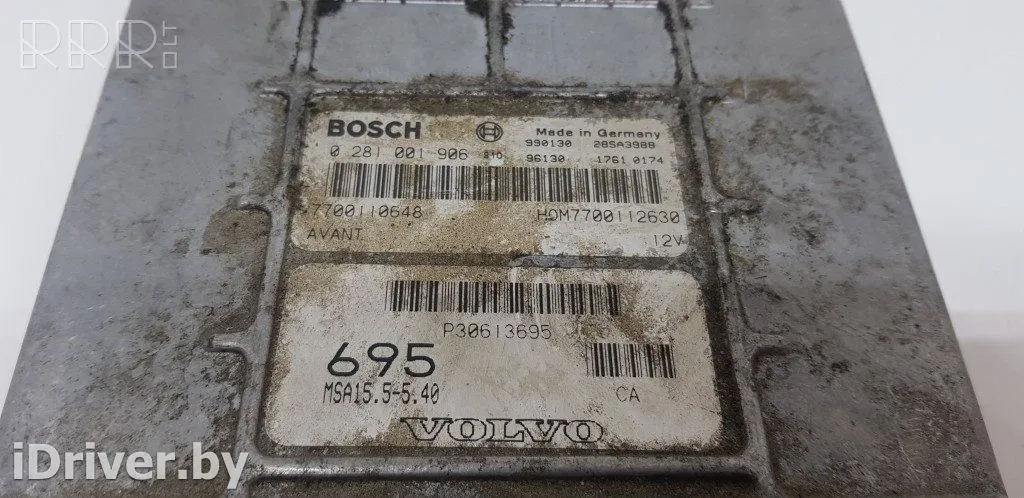 RRR.LT
BOSCH Made in Germany
990130 28SA3988
0 281 001 906 S10 96130 1761 0174
7700110648 HOM7700112630
AVANT 12V
P30613695
695
MSA15.5-5.40 CA
VOLVO
iDriver.by